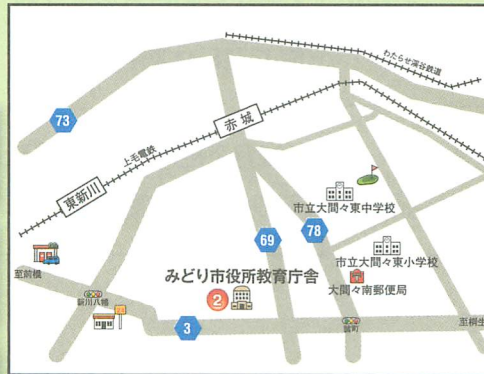 わたらせ渓谷鉄道
73
赤城
上毛電鉄
東新川
市立大間々東中学校
69
78
市立大間々東小学校
みどり市役所教育庁舎
大間々南郵便局
至前橋
2
新川八幡
3
至桐生